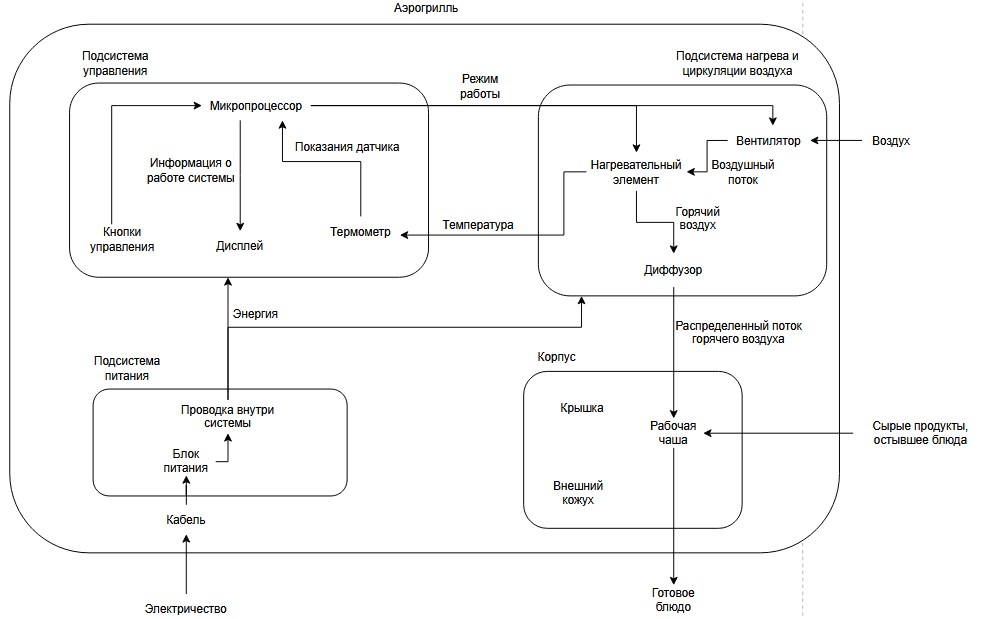 Аэрогрилль
Подсистема
управления
Подсистема нагрева и
циркуляции воздуха
Режим
работы
Микропроцессор
Вентилятор
Воздух
Показания датчика
Информация о
работе системы
Нагревательный
элемент
Воздушный
поток
Горячий
воздух
Кнопки
управления
Дисплей
Термометр
Температура
Диффузор
Энергия
Распределенный поток
горячего воздуха
Подсистема
питания
Корпус
Проводка внутри
системы
Крышка
Рабочая
чаша
Сырые продукты,
остывшее блюда
Блок
питания
Внешний
кожух
Кабель
Электричество
Готовое
блюдо